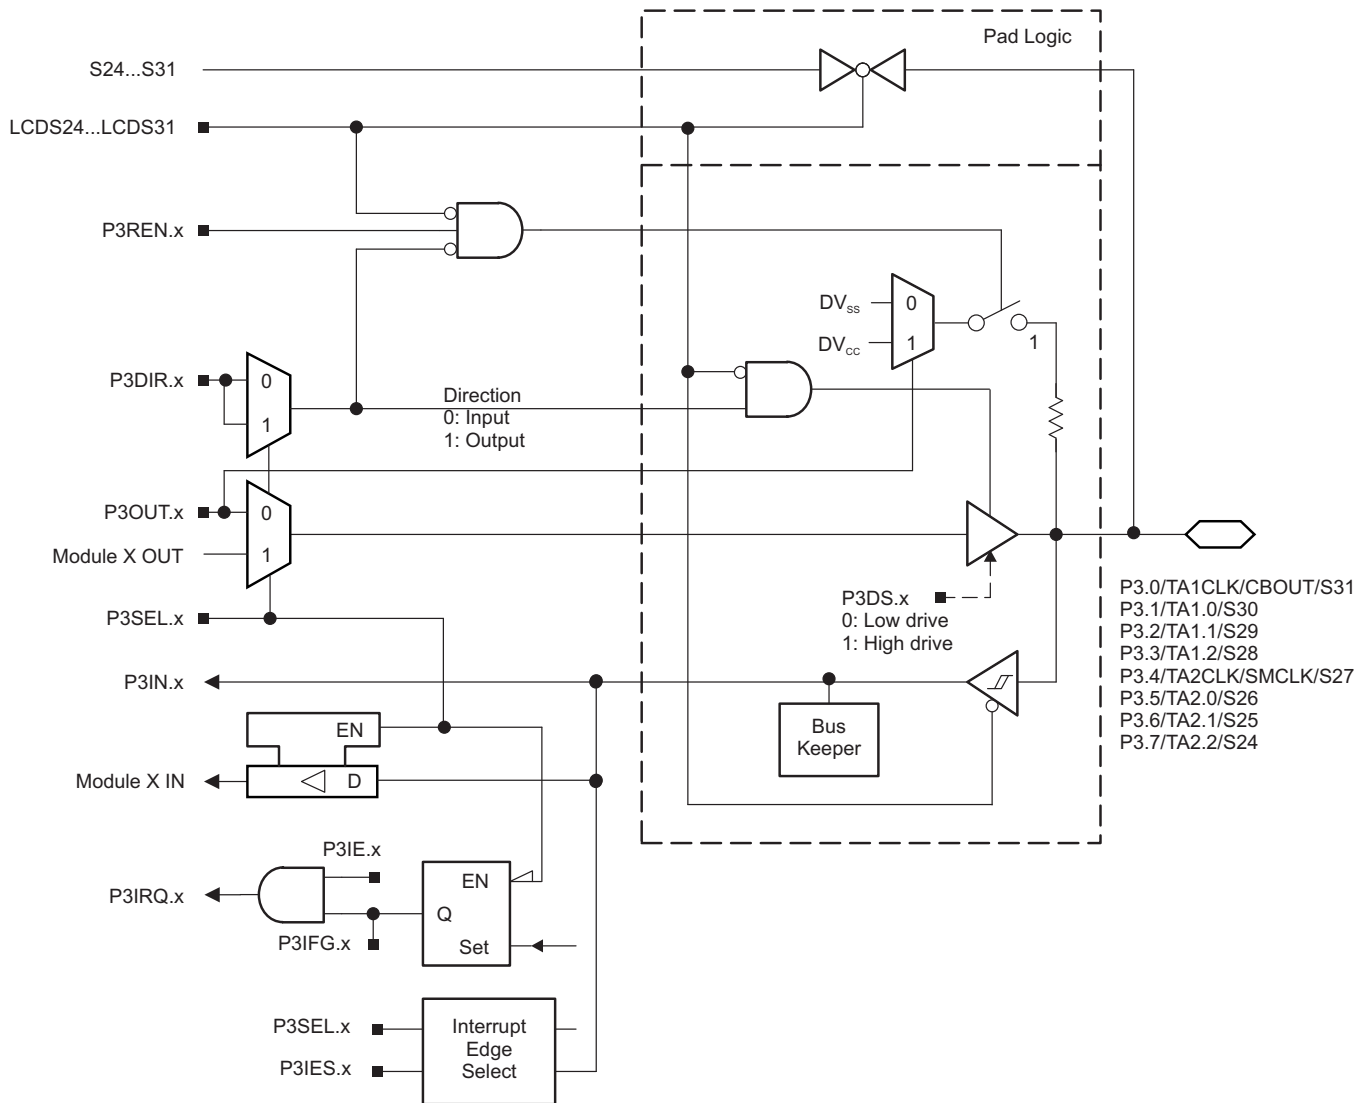 Pad Logic
S24...S31
LCDS24...LCDS31
P3REN.x
DVss
0
DVcc
1
1
P3DIR.x
0
1
Direction
0: Input
1: Output
P3OUT.x
0
Module X OUT
1
P3DS.x
0: Low drive
1: High drive
P3.0/TA1CLK/CBOUT/S31
P3.1/TA1.0/S30
P3.2/TA1.1/S29
P3.3/TA1.2/S28
P3.4/TA2CLK/SMCLK/S27
P3.5/TA2.0/S26
P3.6/TA2.1/S25
P3.7/TA2.2/S24
P3SEL.x
P3IN.x
Bus
Keeper
EN
Module X IN
D
P3IE.x
P3IRQ.x
EN
Q
P3IFG.x
Set
P3SEL.x
P3IES.x
Interrupt
Edge
Select